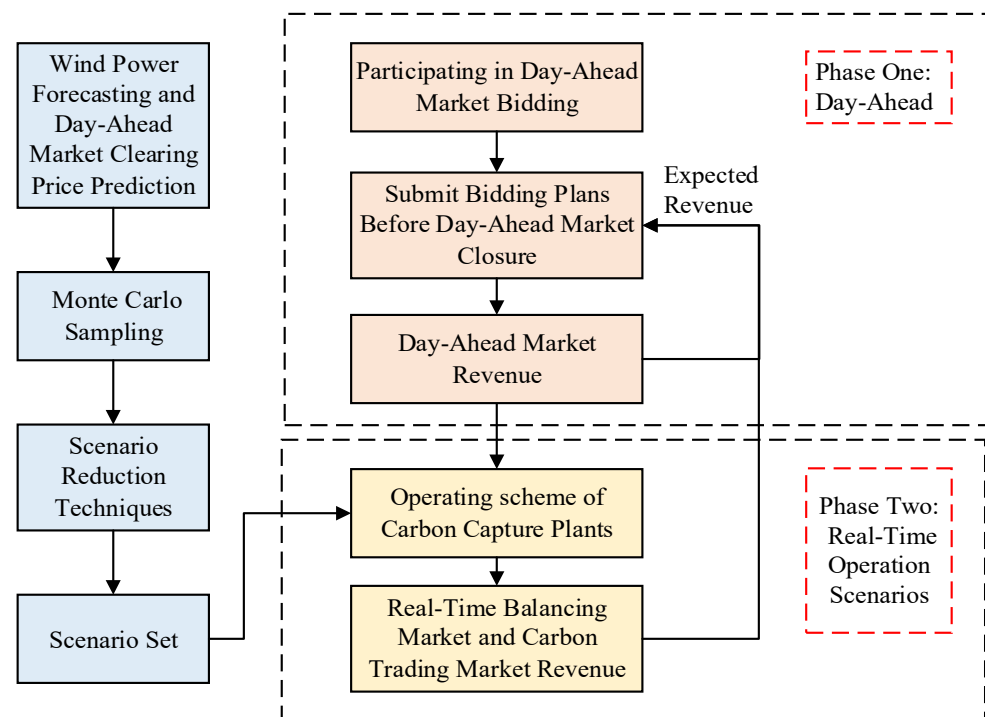 Wind Power
Forecasting and
Day-Ahead
Market Clearing
Price Prediction
Monte Carlo
Sampling
Scenario
Reduction
Techniques
Scenario Set
Participating in Day-Ahead
Market Bidding
Submit Bidding Plans
Before Day-Ahead Market
Closure
Day-Ahead Market
Revenue
Expected
Revenue
Phase One:
Day-Ahead
Operating scheme of
Carbon Capture Plants
Real-Time Balancing
Market and Carbon
Trading Market Revenue
Phase Two:
Real-Time
Operation
Scenarios